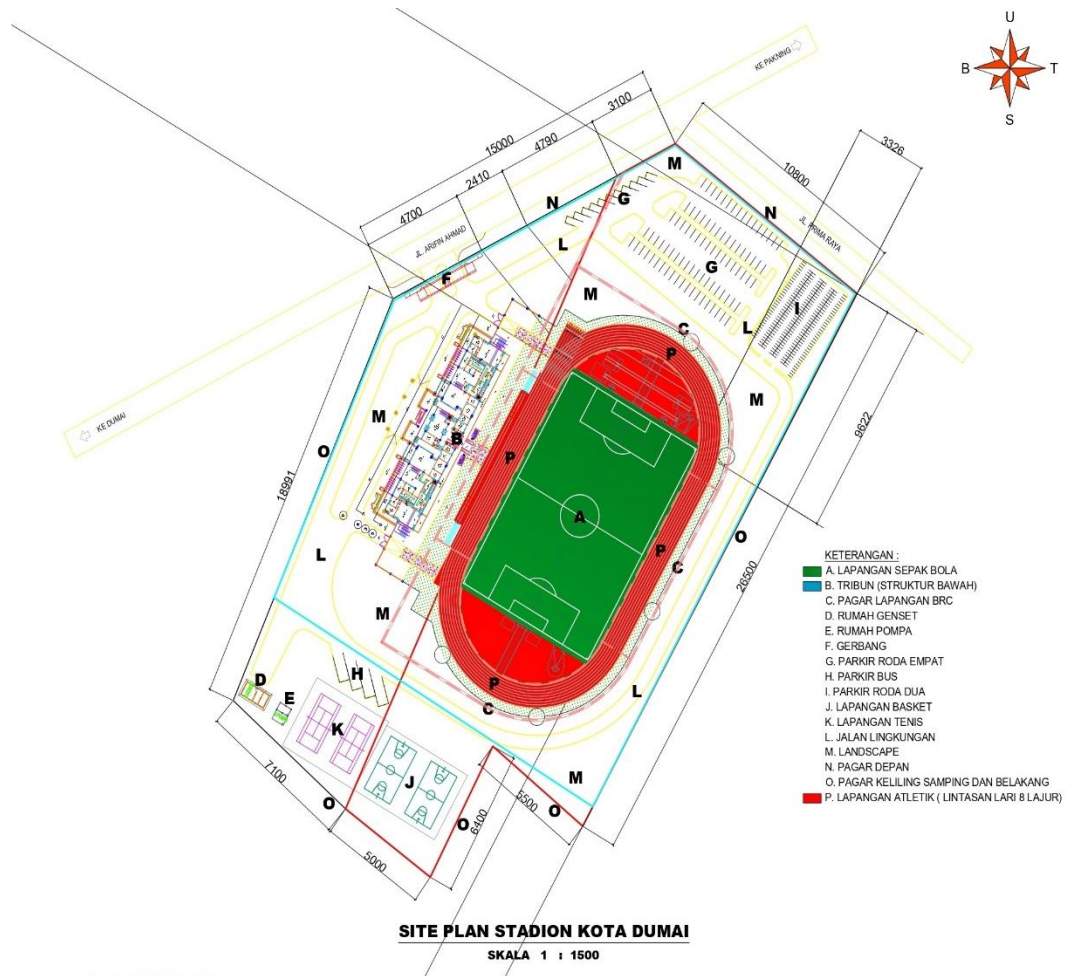 U
B T
S
KE PAKNING
3100
15000
4790
2410
4700
10800
3326
JL. ARIFIN AHMAD
JL. PRIMA RAYA
KE DUMAI
18991
9622
26500
7100
5000
6400
5500
M
N
G
N
L
G
F
M
I
C
L
P
M
M
B
O
P
A
O
P
L
C
M
H
D
E
P
L
C
K
J
M
O
O
O
KETERANGAN :
A. LAPANGAN SEPAK BOLA
B. TRIBUN (STRUKTUR BAWAH)
C. PAGAR LAPANGAN BRC
D. RUMAH GENSET
E. RUMAH POMPA
F. GERBANG
G. PARKIR RODA EMPAT
H. PARKIR BUS
I. PARKIR RODA DUA
J. LAPANGAN BASKET
K. LAPANGAN TENIS
L. JALAN LINGKUNGAN
M. LANDSCAPE
N. PAGAR DEPAN
O. PAGAR KELILING SAMPING DAN BELAKANG
P. LAPANGAN ATLETIK ( LINTASAN LARI 8 LAJUR)
SITE PLAN STADION KOTA DUMAI
SKALA 1 : 1500